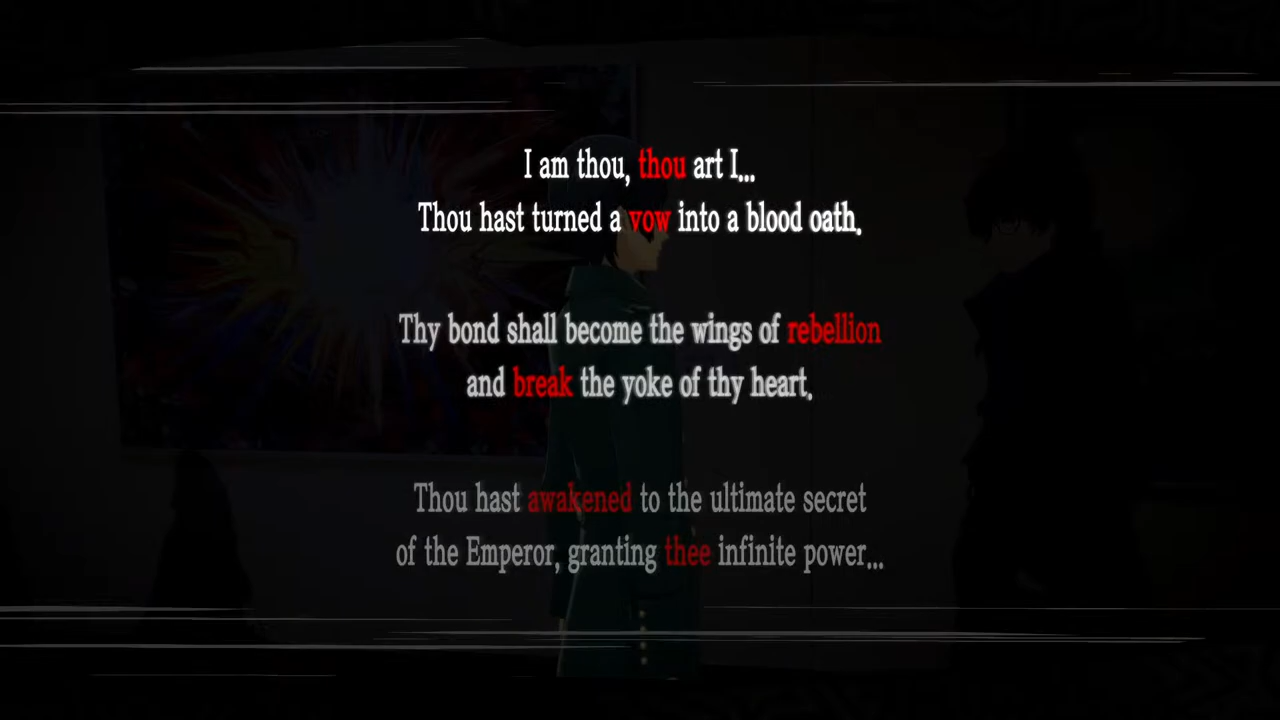 I am thou, thou art I...
Thou hast turned a vow into a blood oath.
Thy bond shall become the wings of rebellion
and break the yoke of thy heart.
Thou hast awakened to the ultimate secret
of the Emperor, granting thee infinite power...